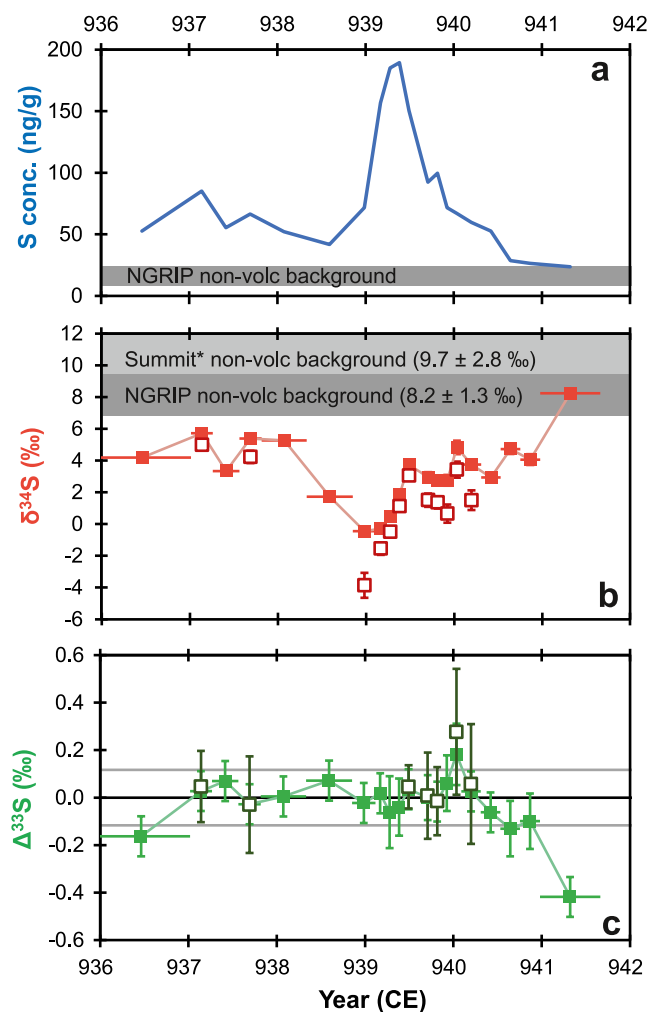 936 937 938 939 940 941 942
a
S conc. (ng/g)
200
150
100
50
0
NGRIP non-volc background
b
δ34S (‰)
12
10
8
6
4
2
0
-2
-4
-6
Summit* non-volc background (9.7 ± 2.8 ‰)
NGRIP non-volc background (8.2 ± 1.3 ‰)
c
Δ33S (‰)
0.6
0.4
0.2
0.0
-0.2
-0.4
-0.6
936 937 938 939 940 941 942
Year (CE)